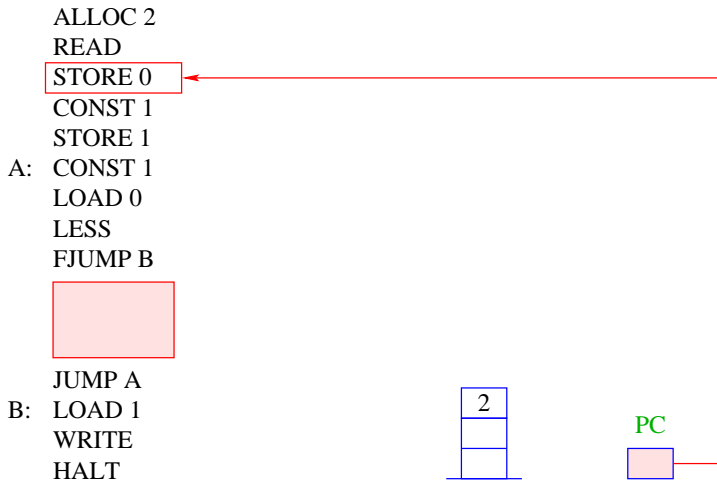 ALLOC 2
READ
STORE 0
CONST 1
STORE 1
A: CONST 1
LOAD 0
LESS
FJUMP B
JUMP A
B: LOAD 1
WRITE
HALT
2
PC